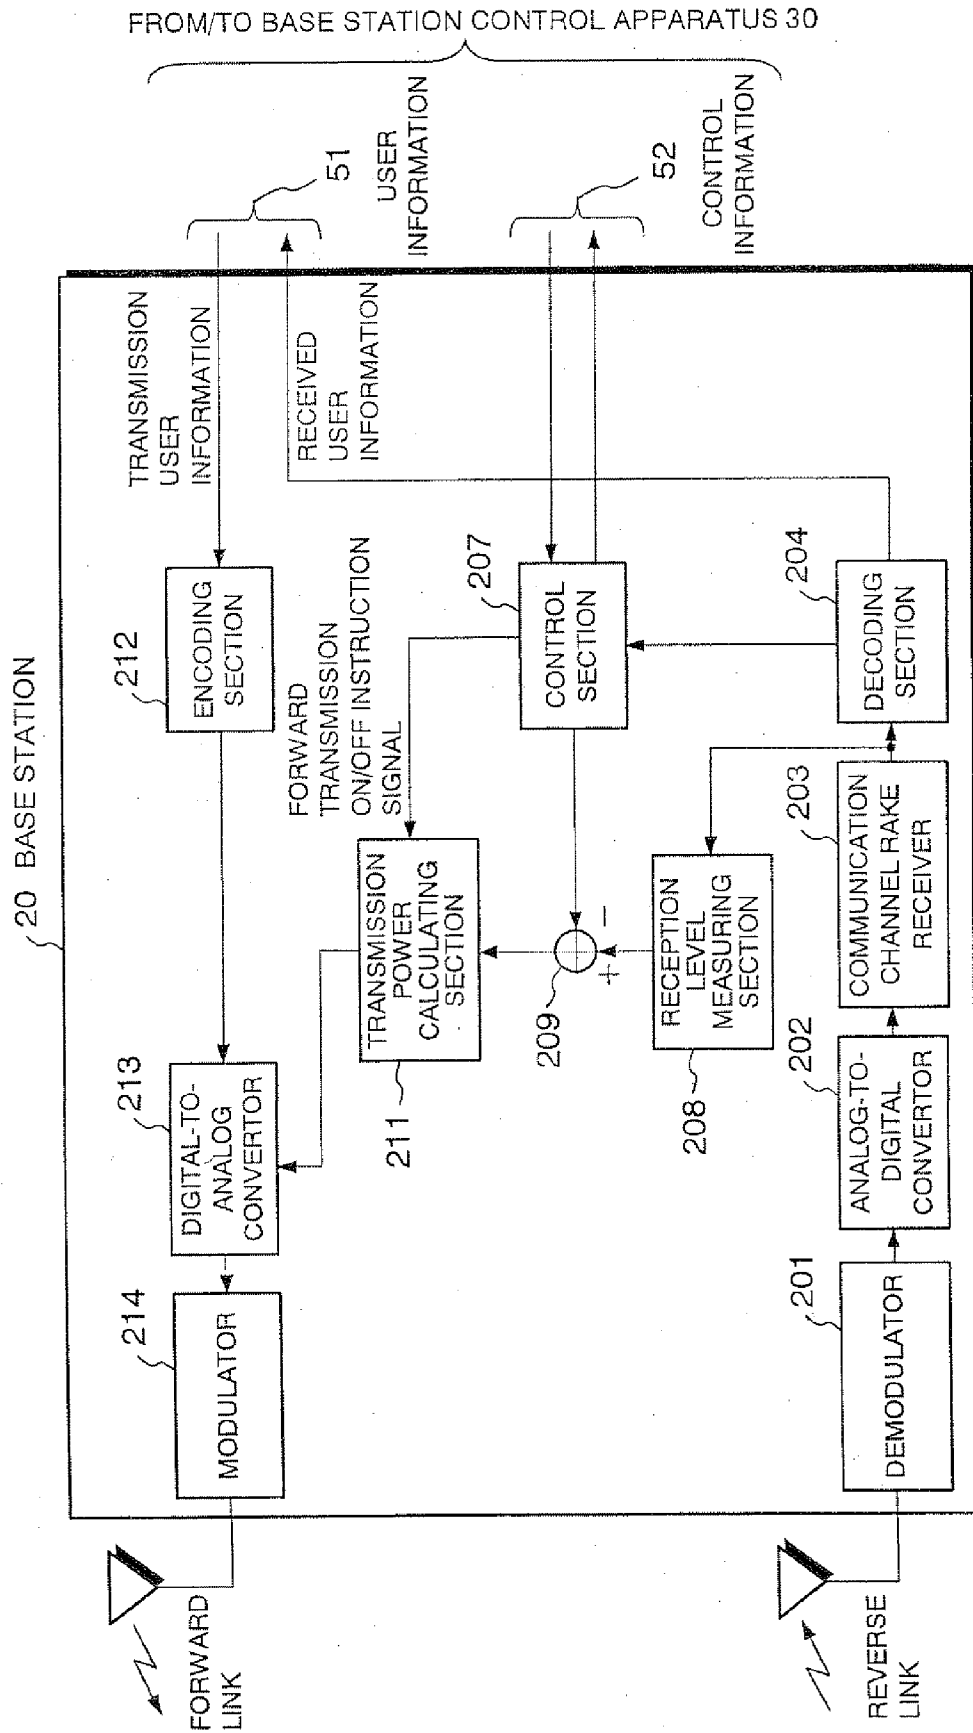 FROM/TO BASE STATION CONTROL APPARATUS 30
20 BASE STATION
51
USER
INFORMATION
52
CONTROL
INFORMATION
TRANSMISSION
USER
INFORMATION
RECEIVED
USER
INFORMATION
212
ENCODING
SECTION
FORWARD
TRANSMISSION
ON/OFF INSTRUCTION
SIGNAL
207
CONTROL
SECTION
204
DECODING
SECTION
213
DIGITAL-TO-
ANALOG
CONVERTOR
211
TRANSMISSION
POWER
CALCULATING
SECTION
209
+
−
208
RECEPTION
LEVEL
MEASURING
SECTION
203
COMMUNICATION
CHANNEL RAKE
RECEIVER
202
ANALOG-TO-
DIGITAL
CONVERTOR
214
MODULATOR
201
DEMODULATOR
FORWARD
LINK
REVERSE
LINK